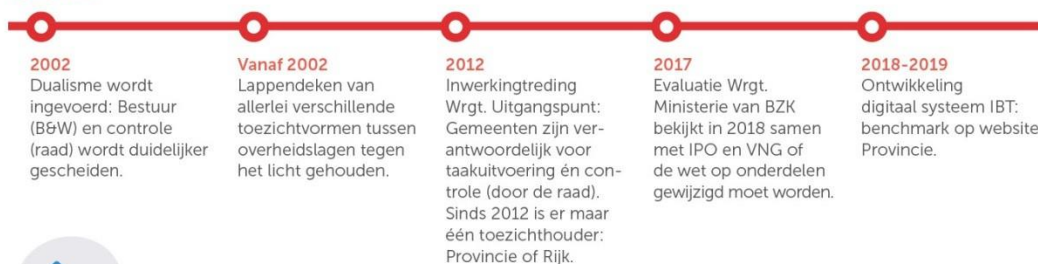 2002
Dualisme wordt
ingevoerd: Bestuur
(B&W) en controle
(raad) wordt duidelijker
gescheiden.
Vanaf 2002
Lappendeken van
allerlei verschillende
toezichtvormen tussen
overheidslagen tegen
het licht gehouden.
2012
Inwerkingtreding
Wrgt. Uitgangspunt:
Gemeenten zijn ver-
antwoordelijk voor
taakuitvoering én con-
trole (door de raad).
Sinds 2012 is er maar
één toezichthouder:
Provincie of Rijk.
2017
Evaluatie Wrgt.
Ministerie van BZK
bekijkt in 2018 samen
met IPO en VNG of
de wet op onderdelen
gewijzigd moet worden.
2018-2019
Ontwikkeling
digitaal systeem IBT:
benchmark op website
Provincie.